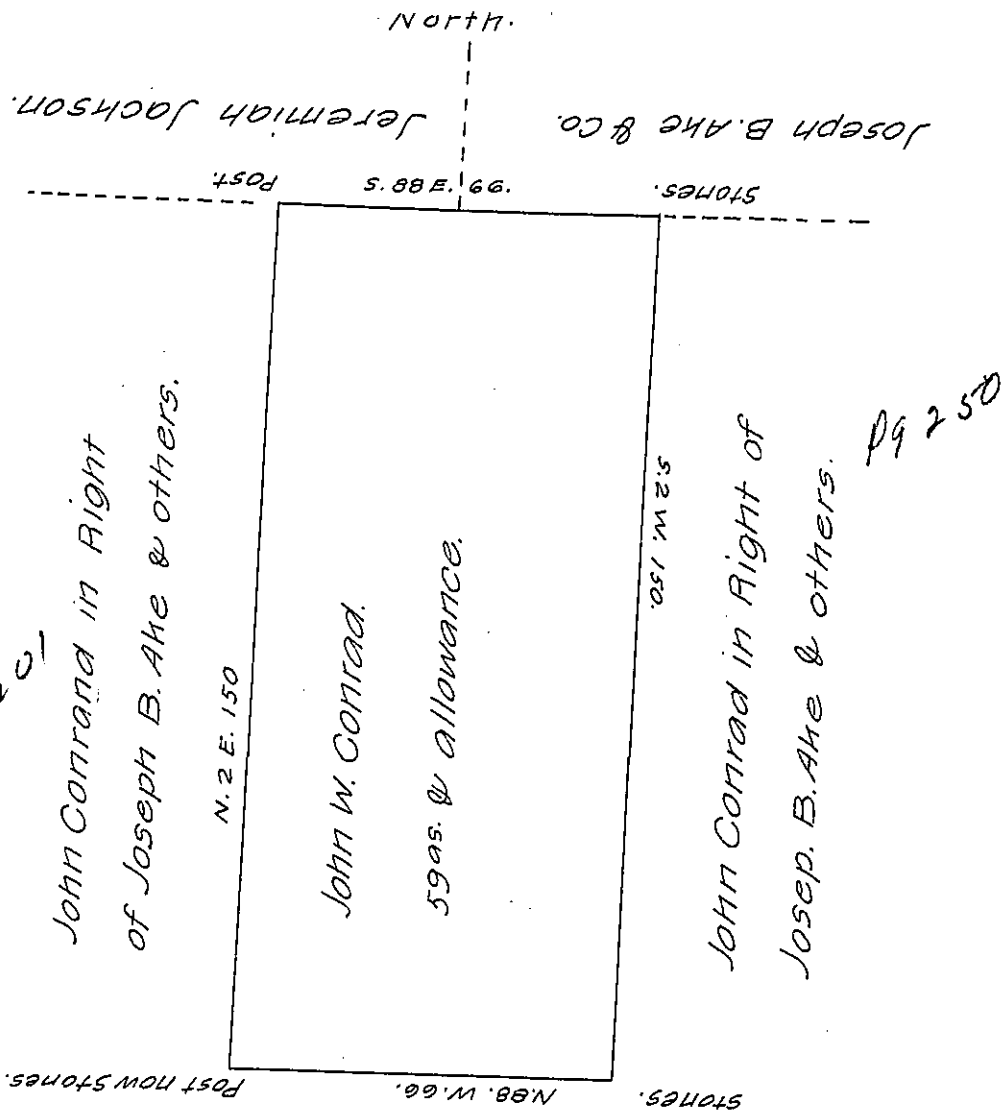 North.
Jeremiah Jackson.
Joseph B. Ake & Co.
Post.
S. 88 E. 66.
Stones.
John Conrand in Right
of Joseph B. Ake & others.
N. 2 E. 150
John W. Conrad.
59as. & allowance.
S. 2 W. 150.
John Conrad in Right of
Josep. B. Ake & others.
Pg 250
Post now Stones.
N.88. W. 66.
Stones.